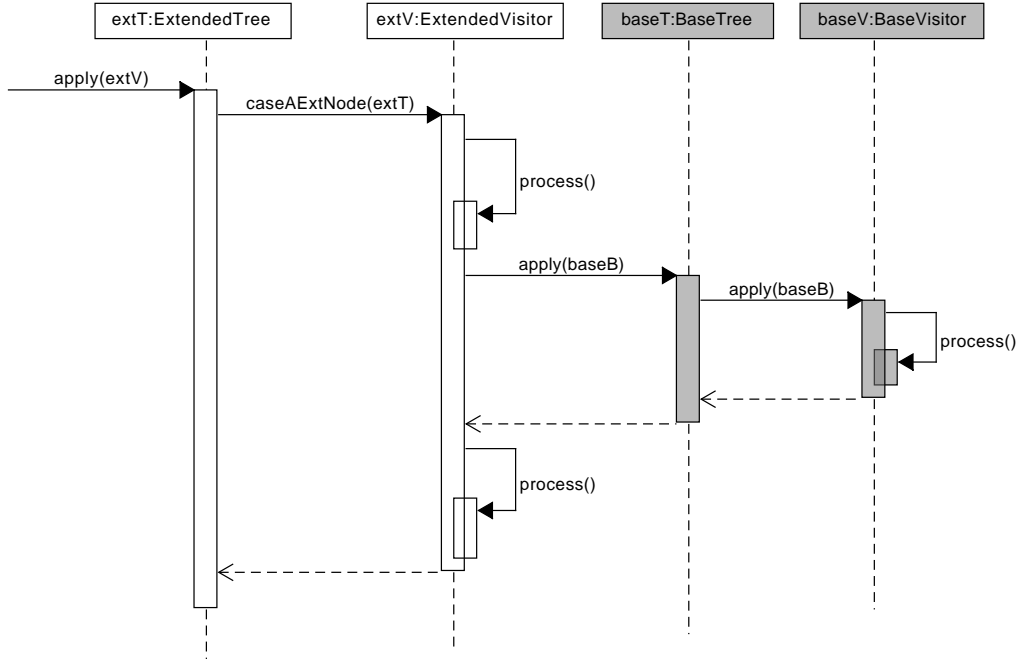 extT:ExtendedTree
extV:ExtendedVisitor
baseT:BaseTree
baseV:BaseVisitor
apply(extV)
caseAExtNode(extT)
process()
apply(baseB)
apply(baseB)
process()
process()